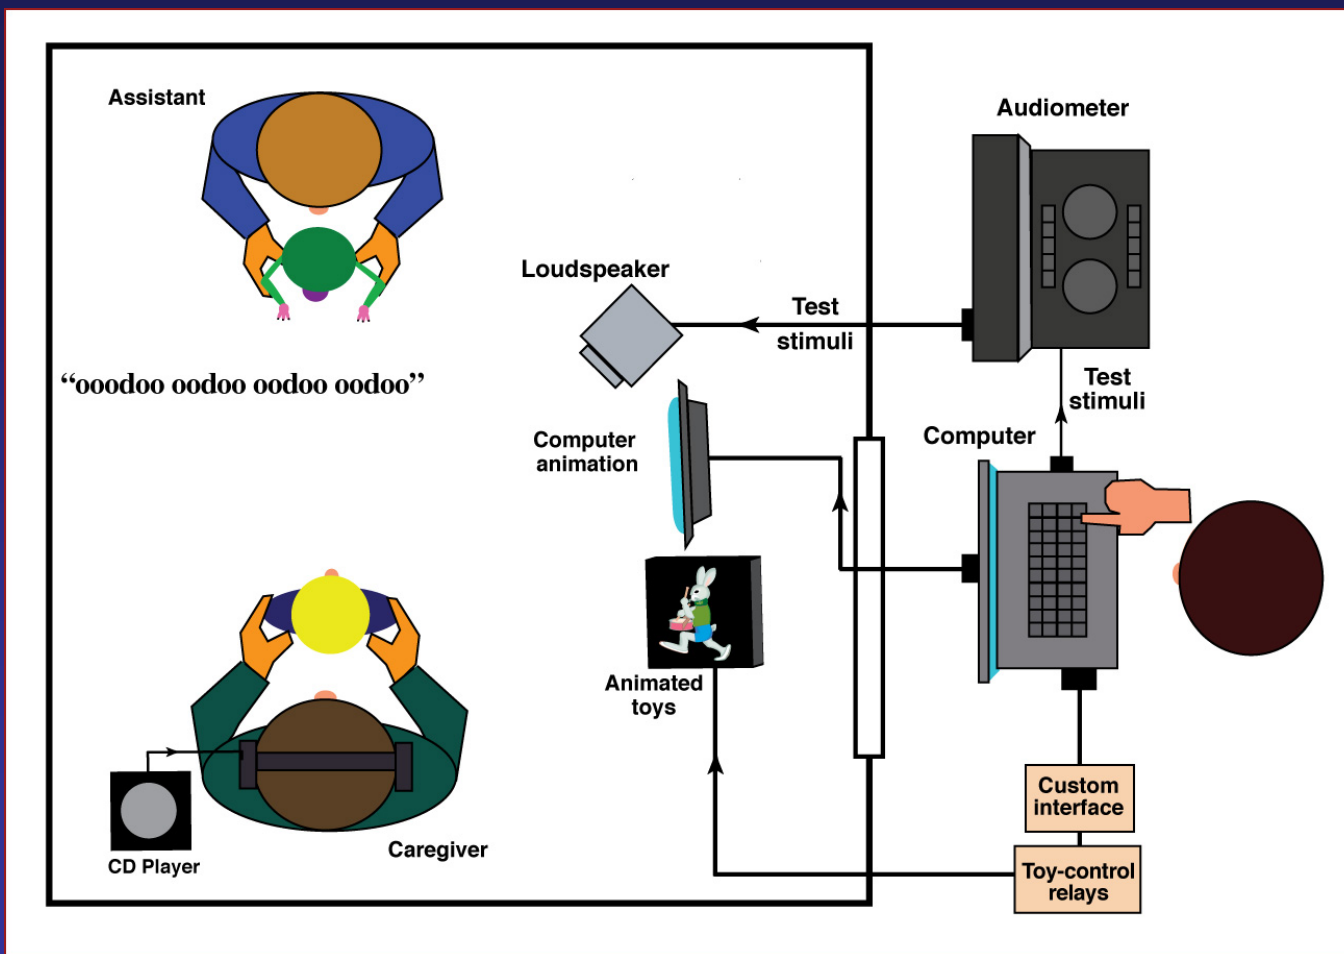 Assistant
Audiometer
Loudspeaker
Test
stimuli
“ooodoo oodoo oodoo oodoo”
Test
stimuli
Computer
animation
Computer
Animated
toys
Custom
interface
Caregiver
CD Player
Toy-control
relays